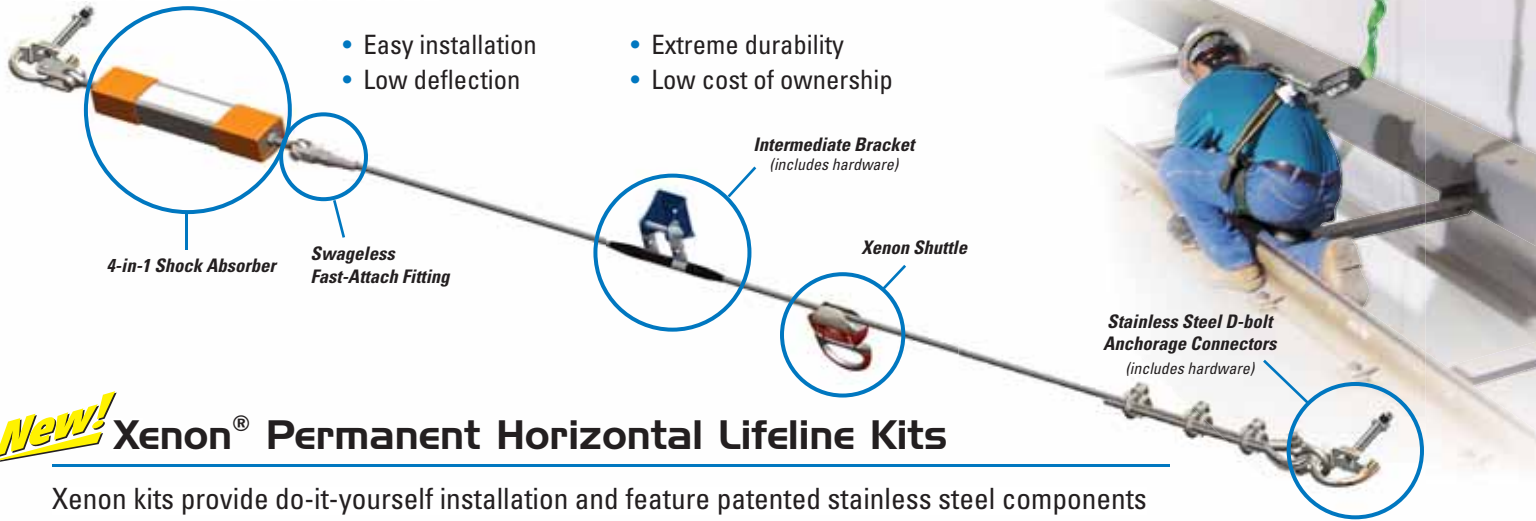 • Easy installation
• Low deflection
• Extreme durability
• Low cost of ownership
Intermediate Bracket
(includes hardware)
4-in-1 Shock Absorber
Swageless
Fast-Attach Fitting
Xenon Shuttle
Stainless Steel D-bolt
Anchorage Connectors
(includes hardware)
New! Xenon® Permanent Horizontal Lifeline Kits
Xenon kits provide do-it-yourself installation and feature patented stainless steel components